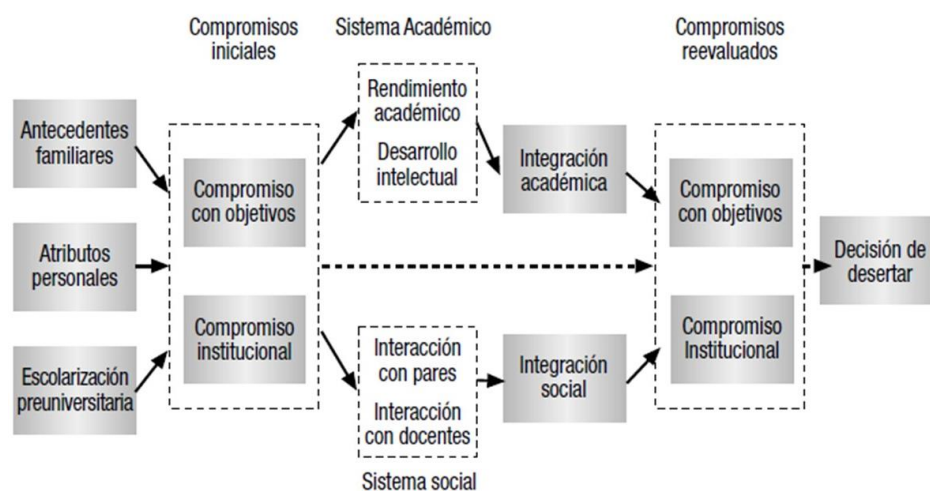 Compromisos
iniciales
Sistema Académico
Compromisos
reevaluados
Antecedentes
familiares
Atributos
personales
Escolarización
preuniversitaria
Compromiso
con objetivos
Compromiso
institucional
Rendimiento
académico
Desarrollo
intelectual
Interacción
con pares
Interacción
con docentes
Sistema social
Integración
académica
Integración
social
Compromiso
con objetivos
Compromiso
Institucional
Decisión de
desertar